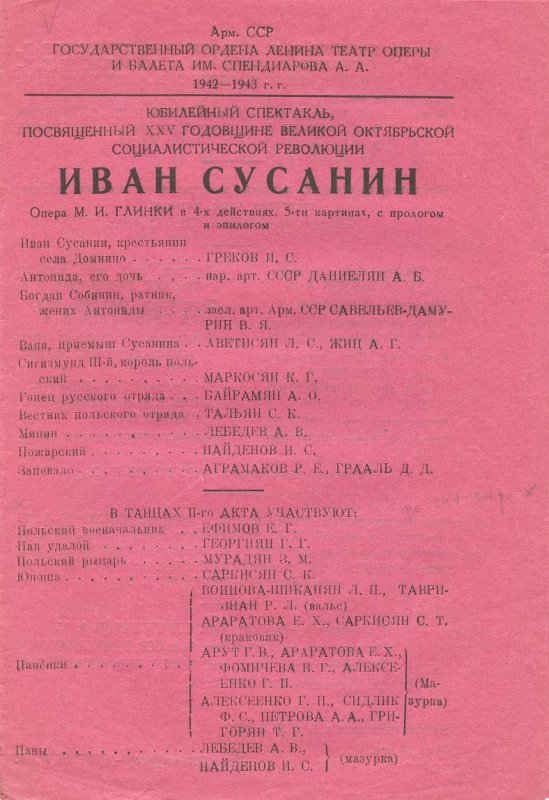 Арм. ССР
ГОСУДАРСТВЕННЫЙ ОРДЕНА ЛЕНИНА ТЕАТР ОПЕРЫ
И БАЛЕТА ИМ. СПЕНДИАРОВА А. А.
1942—1943 г. г.
ЮБИЛЕЙНЫЙ СПЕКТАКЛЬ,
ПОСВЯЩЕННЫЙ XXV ГОДОВЩИНЕ ВЕЛИКОЙ ОКТЯБРЬСКОЙ
СОЦИАЛИСТИЧЕСКОЙ РЕВОЛЮЦИИ
ИВАН СУСАНИН
Опера М. И. ГЛИНКИ в 4-х действиях, 5-ти картинах, с прологом
и эпилогом
Иван Сусанин, крестьянин
села Домнино . . . . . . ГРЕКОВ И. С.
Антонида, его дочь . . . . . нар. арт. СССР ДАНИЕЛЯН А. Б.
Богдан Собинин, ратник,
жених Антониды . . . . . засл. арт. Арм. ССР САВЕЛЬЕВ-ДАМУ-
РИН В. Я.
Ваня, приемыш Сусанина . . АВЕТИСЯН Л. С., ЖИЦ А. Г.
Сигизмунд III-й, король поль-
ский . . . . . . . . . . МАРКОСЯН К. Г.
Гонец русского отряда . . . БАЙРАМЯН А. О.
Вестник польского отряда . ТАЛЬЯН С. К.
Минин . . . . . . . . . . ЛЕБЕДЕВ А. В.
Пожарский . . . . . . . . НАЙДЕНОВ И. С.
Запевало . . . . . . . . . АГРАМАКОВ Р. Е., ГРААЛЬ Д. Д.
В ТАНЦАХ II-го АКТА УЧАСТВУЮТ:
Польский военачальник . . ЕФИМОВ Е. Г.
Пан удалой . . . . . . . ГЕОРГИЯН Г. Г.
Польский рыцарь . . . . . МУРАДЯН З. М.
Юноша . . . . . . . . . . САРКИСЯН С. К.
ВОИНОВА-ШИКАНЯН Л. П., ТАВРИ-
ЗИАН Р. Л. (вальс)
АРАРАТОВА Е. Х., САРКИСЯН С. Т.
(краковяк)
АРУТ Г. В., АРАРАТОВА Е. Х.,
Паненки . . . . . . . . . ФОМИЧЕВА В. Г., АЛЕКСЕ-
ЕНКО Г. П. (Ма-
АЛЕКСЕЕНКО Г. П., СИДЛИК зурка)
Ф. С., ПЕТРОВА А. А., ГРИ-
ГОРЯН Т. Г.
Паны . . . . . . . . . . ЛЕБЕДЕВ А. В.,
НАЙДЕНОВ И. С. (мазурка)